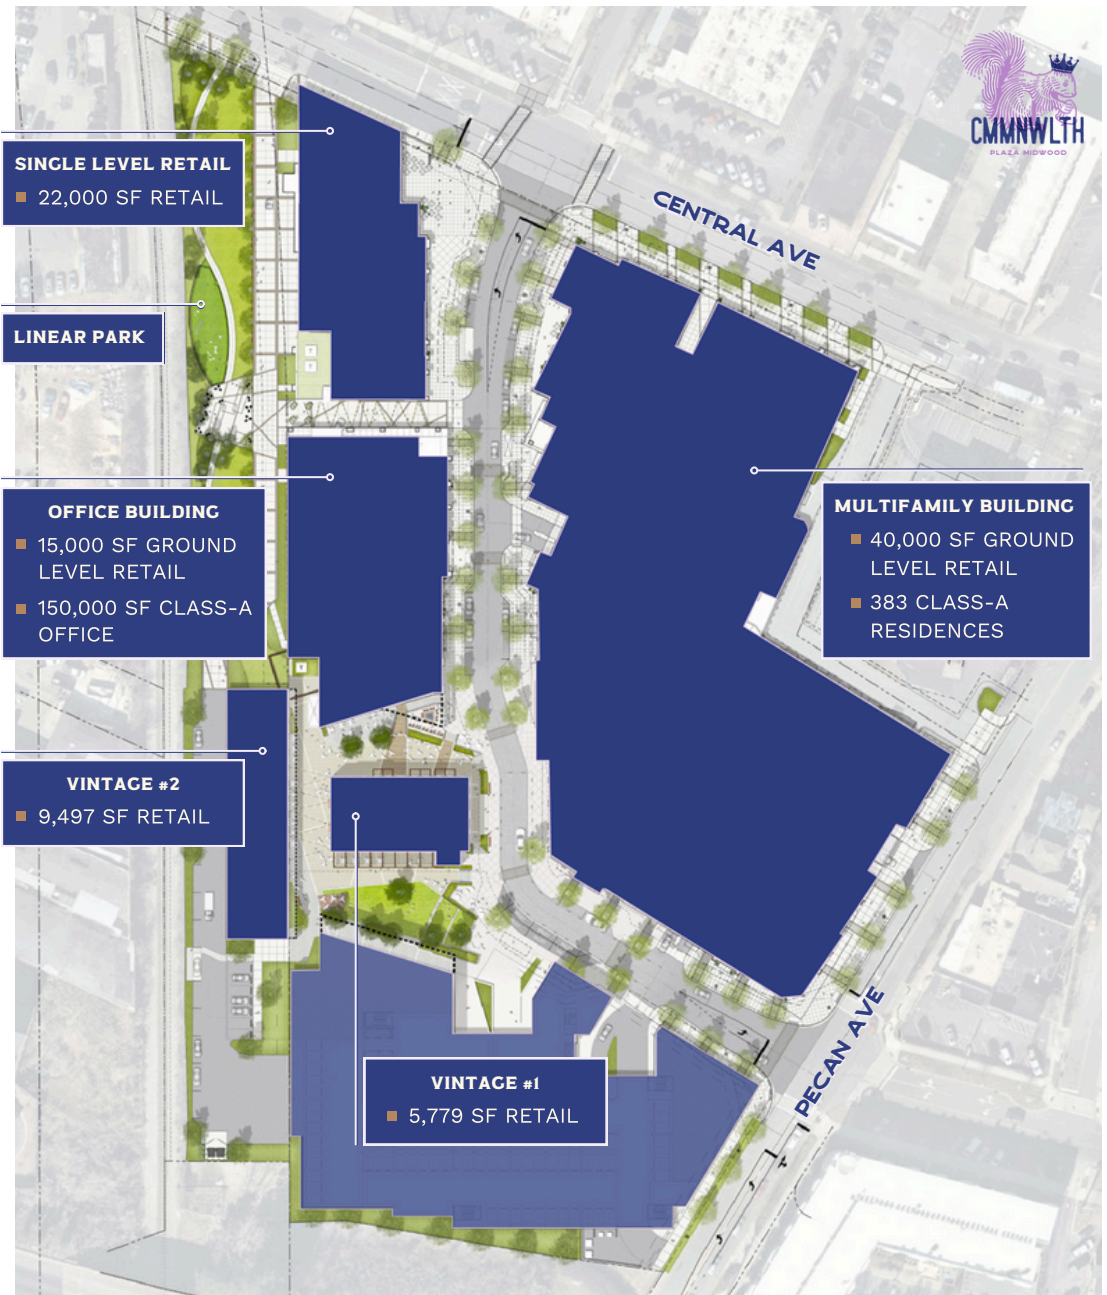 CMMNWLTH
PLAZA MIDWOOD
SINGLE LEVEL RETAIL
22,000 SF RETAIL
CENTRAL AVE
LINEAR PARK
OFFICE BUILDING
15,000 SF GROUND
LEVEL RETAIL
150,000 SF CLASS-A
OFFICE
MULTIFAMILY BUILDING
40,000 SF GROUND
LEVEL RETAIL
383 CLASS-A
RESIDENCES
VINTAGE #2
9,497 SF RETAIL
VINTAGE #1
5,779 SF RETAIL
PECAN AVE